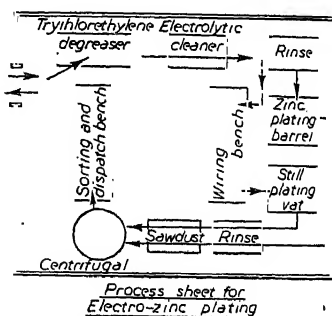 Tryihlorethylene Electrolytic
degreaser cleaner
Rinse
Zinc
plating-
barrel
Sorting and
dispatch bench
Wiring
bench
Still
plating
vat
Sawdust Rinse
Centrifugal
Process sheet for
Electro-zinc plating